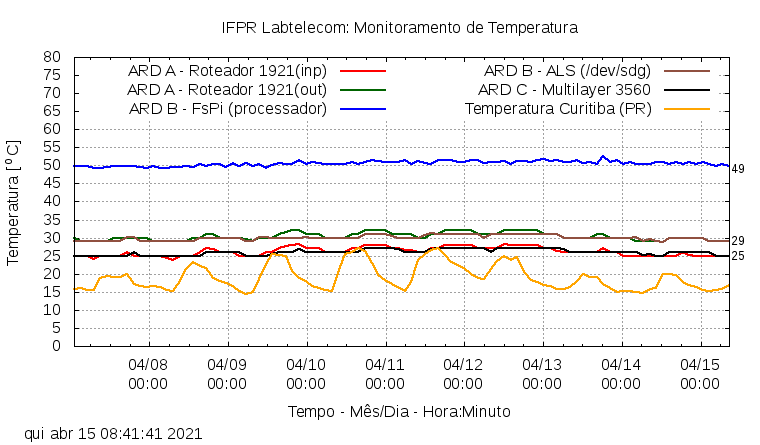 IFPR Labtelecom: Monitoramento de Temperatura
80
75
70
65
60
55
50
45
40
35
30
25
20
15
10
5
0
Temperatura [ºC]
ARD A - Roteador 1921(inp)
ARD A - Roteador 1921(out)
ARD B - FsPi (processador)
ARD B - ALS (/dev/sdg)
ARD C - Multilayer 3560
Temperatura Curitiba (PR)
49
29
25
04/08 04/09 04/10 04/11 04/12 04/13 04/14 04/15
00:00 00:00 00:00 00:00 00:00 00:00 00:00 00:00
Tempo - Mês/Dia - Hora:Minuto
qui abr 15 08:41:41 2021